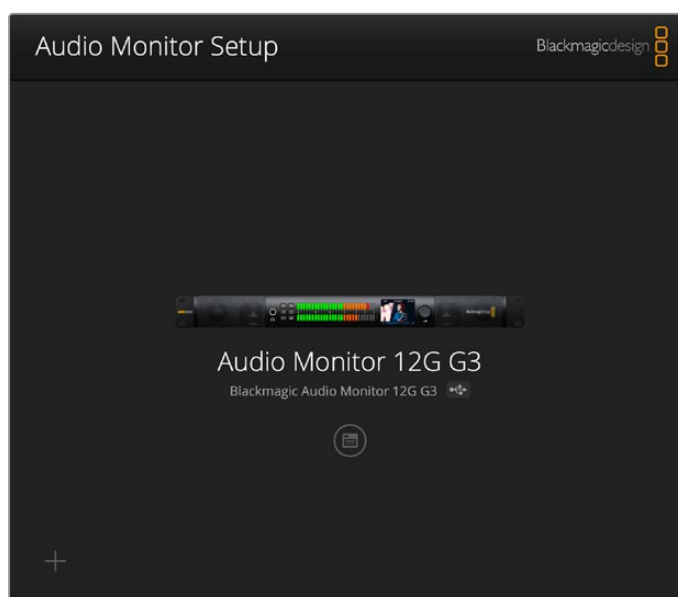 Audio Monitor Setup
Blackmagicdesign
Audio Monitor 12G G3
Blackmagic Audio Monitor 12G G3